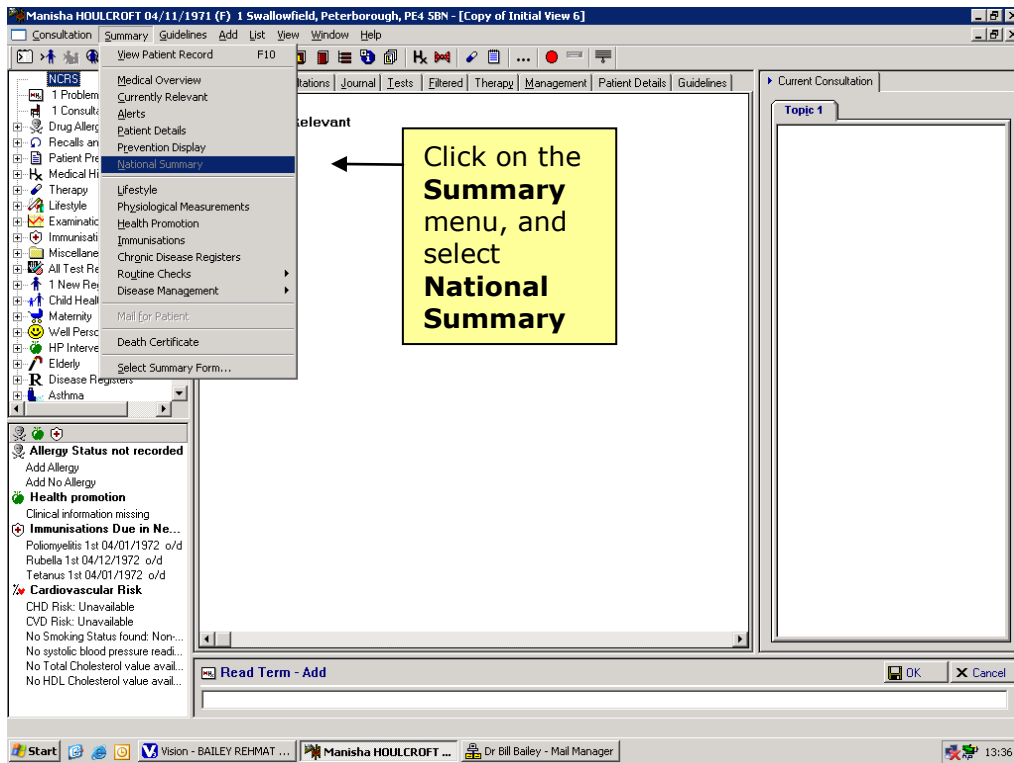 Manisha HOULCROFT 04/11/1971 (F) 1 Swallowfield, Peterborough, PE4 5BN - [Copy of Initial View 6]
Consultation Summary Guidelines Add List View Window Help
View Patient Record F10
Medical Overview
Currently Relevant
Alerts
Patient Details
Prevention Display
National Summary
Lifestyle
Physiological Measurements
Health Promotion
Immunisations
Chronic Disease Registers
Routine Checks
Disease Management
Mail for Patient
Death Certificate
Select Summary Form...
NCRS
1 Problem
1 Consulta
Drug Allerg
Recalls an
Patient Pre
Medical Hi
Therapy
Lifestyle
Examinatic
Immunisati
Miscellane
All Test Re
1 New Reg
Child Heal
Maternity
Well Perso
HP Interve
Elderly
Disease Registers
Asthma
ltations Journal Tests Filtered Therapy Management Patient Details Guidelines
elevant
Click on the
Summary
menu, and
select
National
Summary
Current Consultation
Topic 1
Allergy Status not recorded
Add Allergy
Add No Allergy
Health promotion
Clinical information missing
Immunisations Due in Ne...
Poliomyelitis 1st 04/01/1972 o/d
Rubella 1st 04/12/1972 o/d
Tetanus 1st 04/01/1972 o/d
Cardiovascular Risk
CHD Risk: Unavailable
CVD Risk: Unavailable
No Smoking Status found: Non-...
No systolic blood pressure readi...
No Total Cholesterol value avail...
No HDL Cholesterol value avail...
Read Term - Add
OK Cancel
Start Vision - BAILEY REHMAT ... Manisha HOULCROFT ... Dr Bill Bailey - Mail Manager 13:36